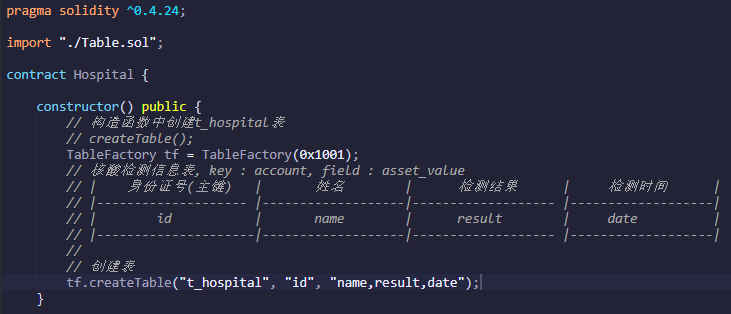 pragma solidity ^0.4.24;
import "./Table.sol";
contract Hospital {
constructor() public {
// 构造函数中创建t_hospital表
// createTable();
TableFactory tf = TableFactory(0x1001);
// 核酸检测信息表, key : account, field : asset_value
// | 身份证号(主键) | 姓名 | 检测结果 | 检测时间 |
// |-------------------- |-------------------|------------------- |-------------------|
// | id | name | result | date |
// |---------------------|-------------------|------------------- |-------------------|
//
// 创建表
tf.createTable("t_hospital", "id", "name,result,date");
}